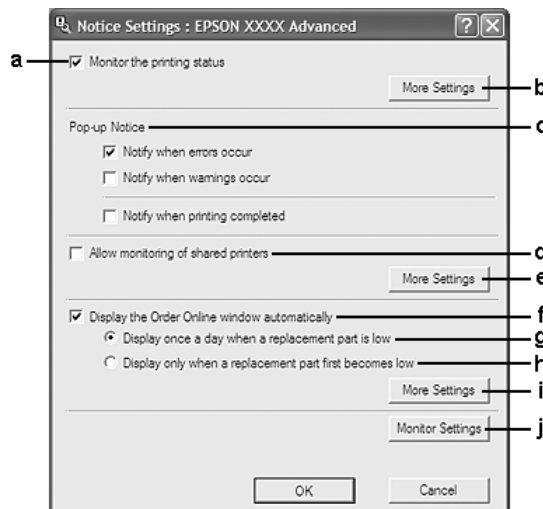 Notice Settings : EPSON XXXX Advanced
a
Monitor the printing status
More Settings
b
Pop-up Notice
c
Notify when errors occur
Notify when warnings occur
Notify when printing completed
Allow monitoring of shared printers
d
More Settings
e
Display the Order Online window automatically
f
Display once a day when a replacement part is low
g
Display only when a replacement part first becomes low
h
More Settings
i
Monitor Settings
j
OK
Cancel